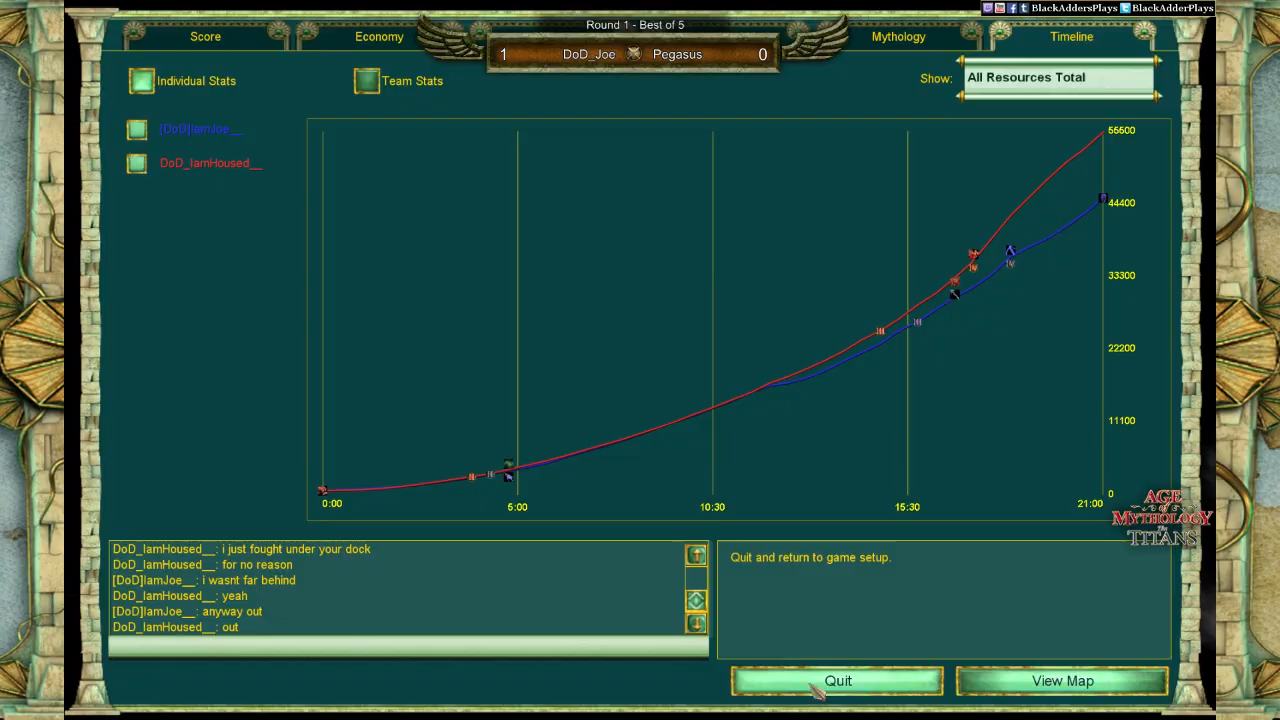 BlackAddersPlays BlackAdderPlays
Round 1 - Best of 5
Score Economy Mythology Timeline
1 DoD_Joe Pegasus 0
Individual Stats Team Stats Show: All Resources Total
[DoD]IamJoe__
DoD_IamHoused__
56600
44400
33300
22200
11100
0
0:00 5:00 10:30 15:30 21:00
AGE OF MYTHOLOGY
THE TITANS
DoD_IamHoused__: i just fought under your dock
DoD_IamHoused__: for no reason
[DoD]IamJoe__: i wasnt far behind
DoD_IamHoused__: yeah
[DoD]IamJoe__: anyway out
DoD_IamHoused__: out
Quit and return to game setup.
Quit View Map